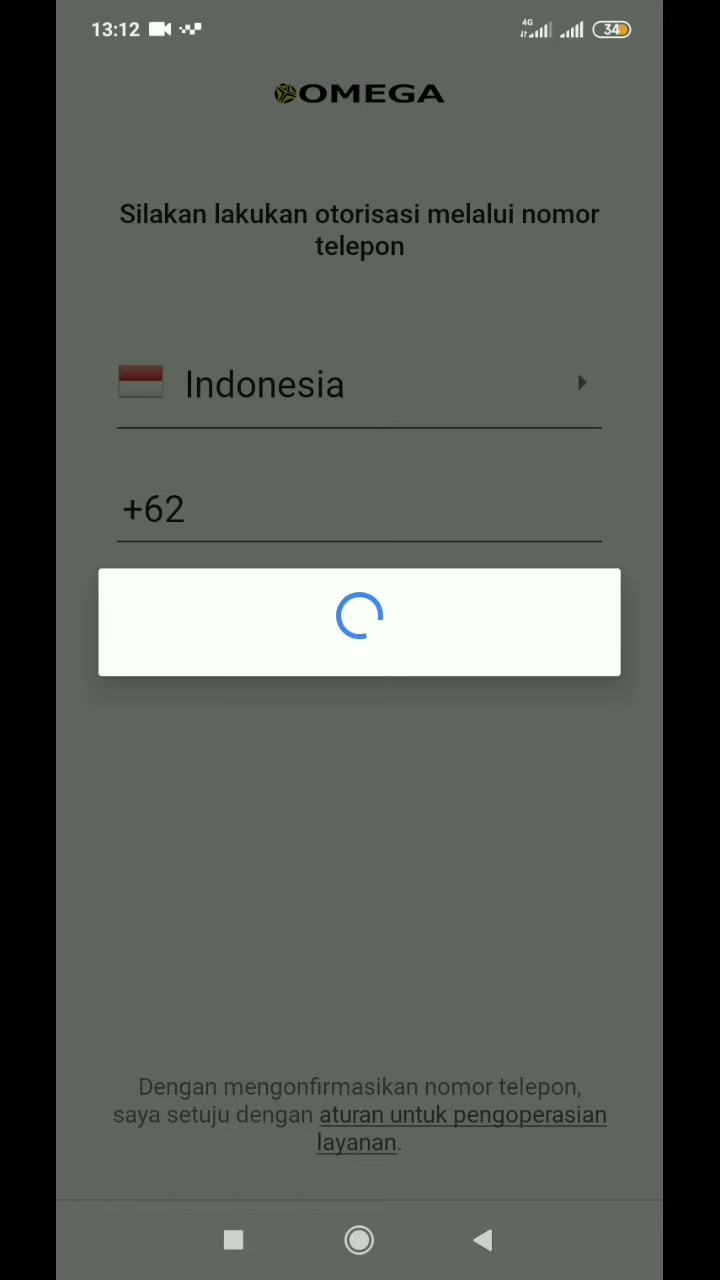 13:12
4G
34
OMEGA
Silakan lakukan otorisasi melalui nomor
telepon
Indonesia
+62
Dengan mengonfirmasikan nomor telepon,
saya setuju dengan aturan untuk pengoperasian
layanan.